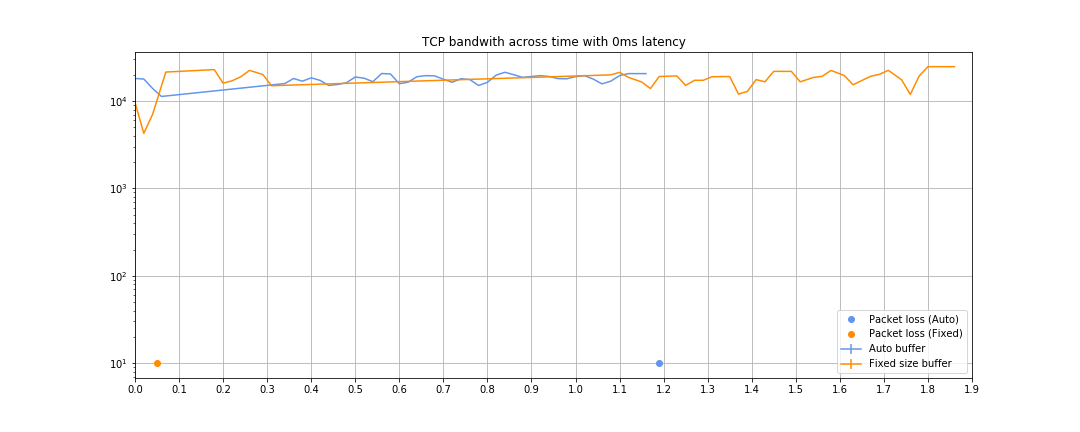 TCP bandwith across time with 0ms latency
10⁴
10³
10²
10¹
0.0 0.1 0.2 0.3 0.4 0.5 0.6 0.7 0.8 0.9 1.0 1.1 1.2 1.3 1.4 1.5 1.6 1.7 1.8 1.9
Packet loss (Auto)
Packet loss (Fixed)
Auto buffer
Fixed size buffer